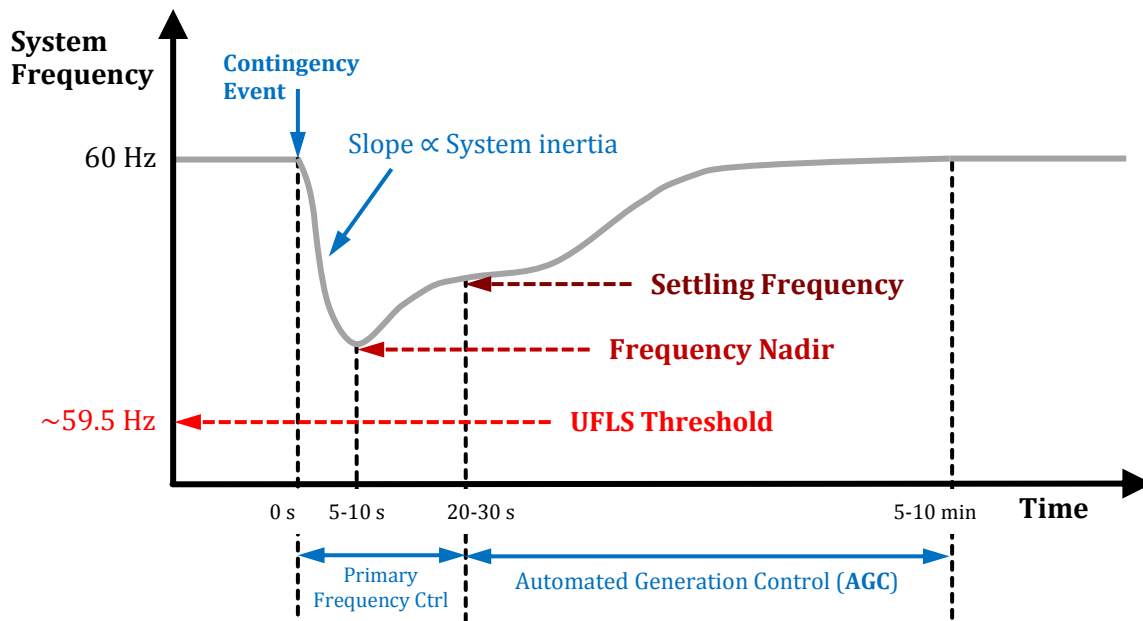 System
Frequency
Contingency
Event
Slope ∝ System inertia
60 Hz
Settling Frequency
Frequency Nadir
~59.5 Hz
UFLS Threshold
0 s
5-10 s
20-30 s
5-10 min
Time
Primary
Frequency Ctrl
Automated Generation Control (AGC)